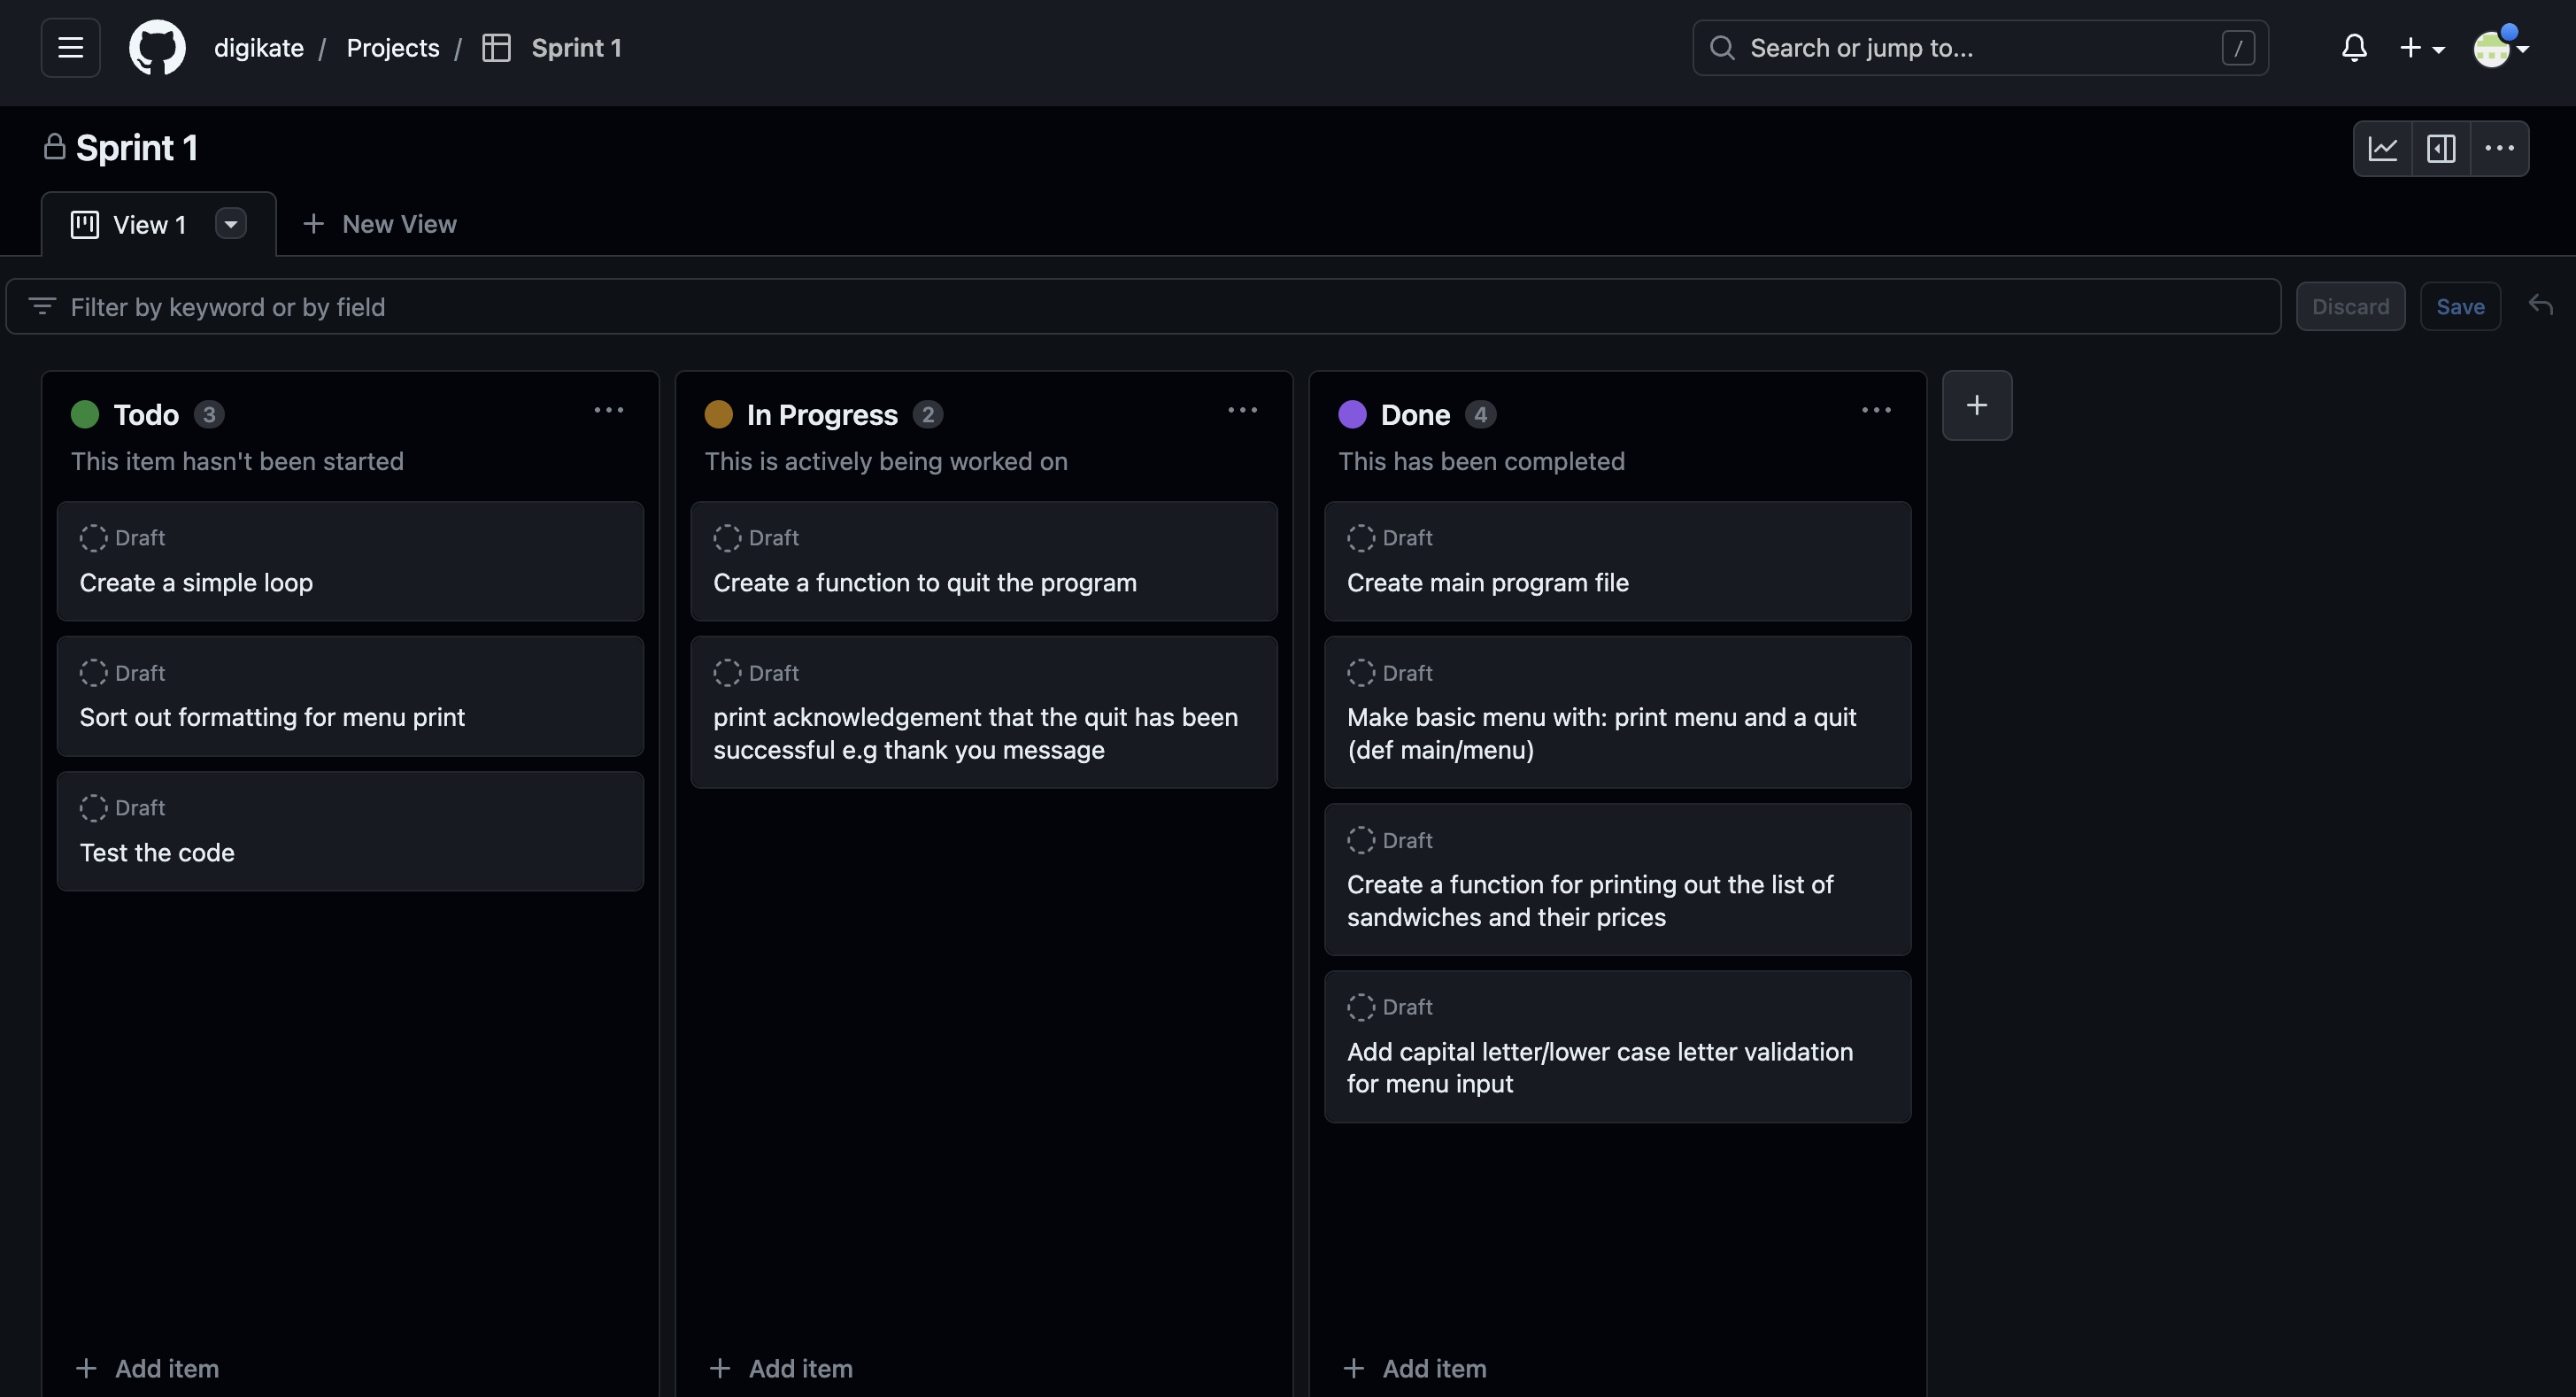 digikate / Projects / Sprint 1
Search or jump to...
/
Sprint 1
View 1
New View
Filter by keyword or by field
Discard
Save
Todo 3
This item hasn't been started
Draft
Create a simple loop
Draft
Sort out formatting for menu print
Draft
Test the code
Add item
In Progress 2
This is actively being worked on
Draft
Create a function to quit the program
Draft
print acknowledgement that the quit has been
successful e.g thank you message
Add item
Done 4
This has been completed
Draft
Create main program file
Draft
Make basic menu with: print menu and a quit
(def main/menu)
Draft
Create a function for printing out the list of
sandwiches and their prices
Draft
Add capital letter/lower case letter validation
for menu input
Add item